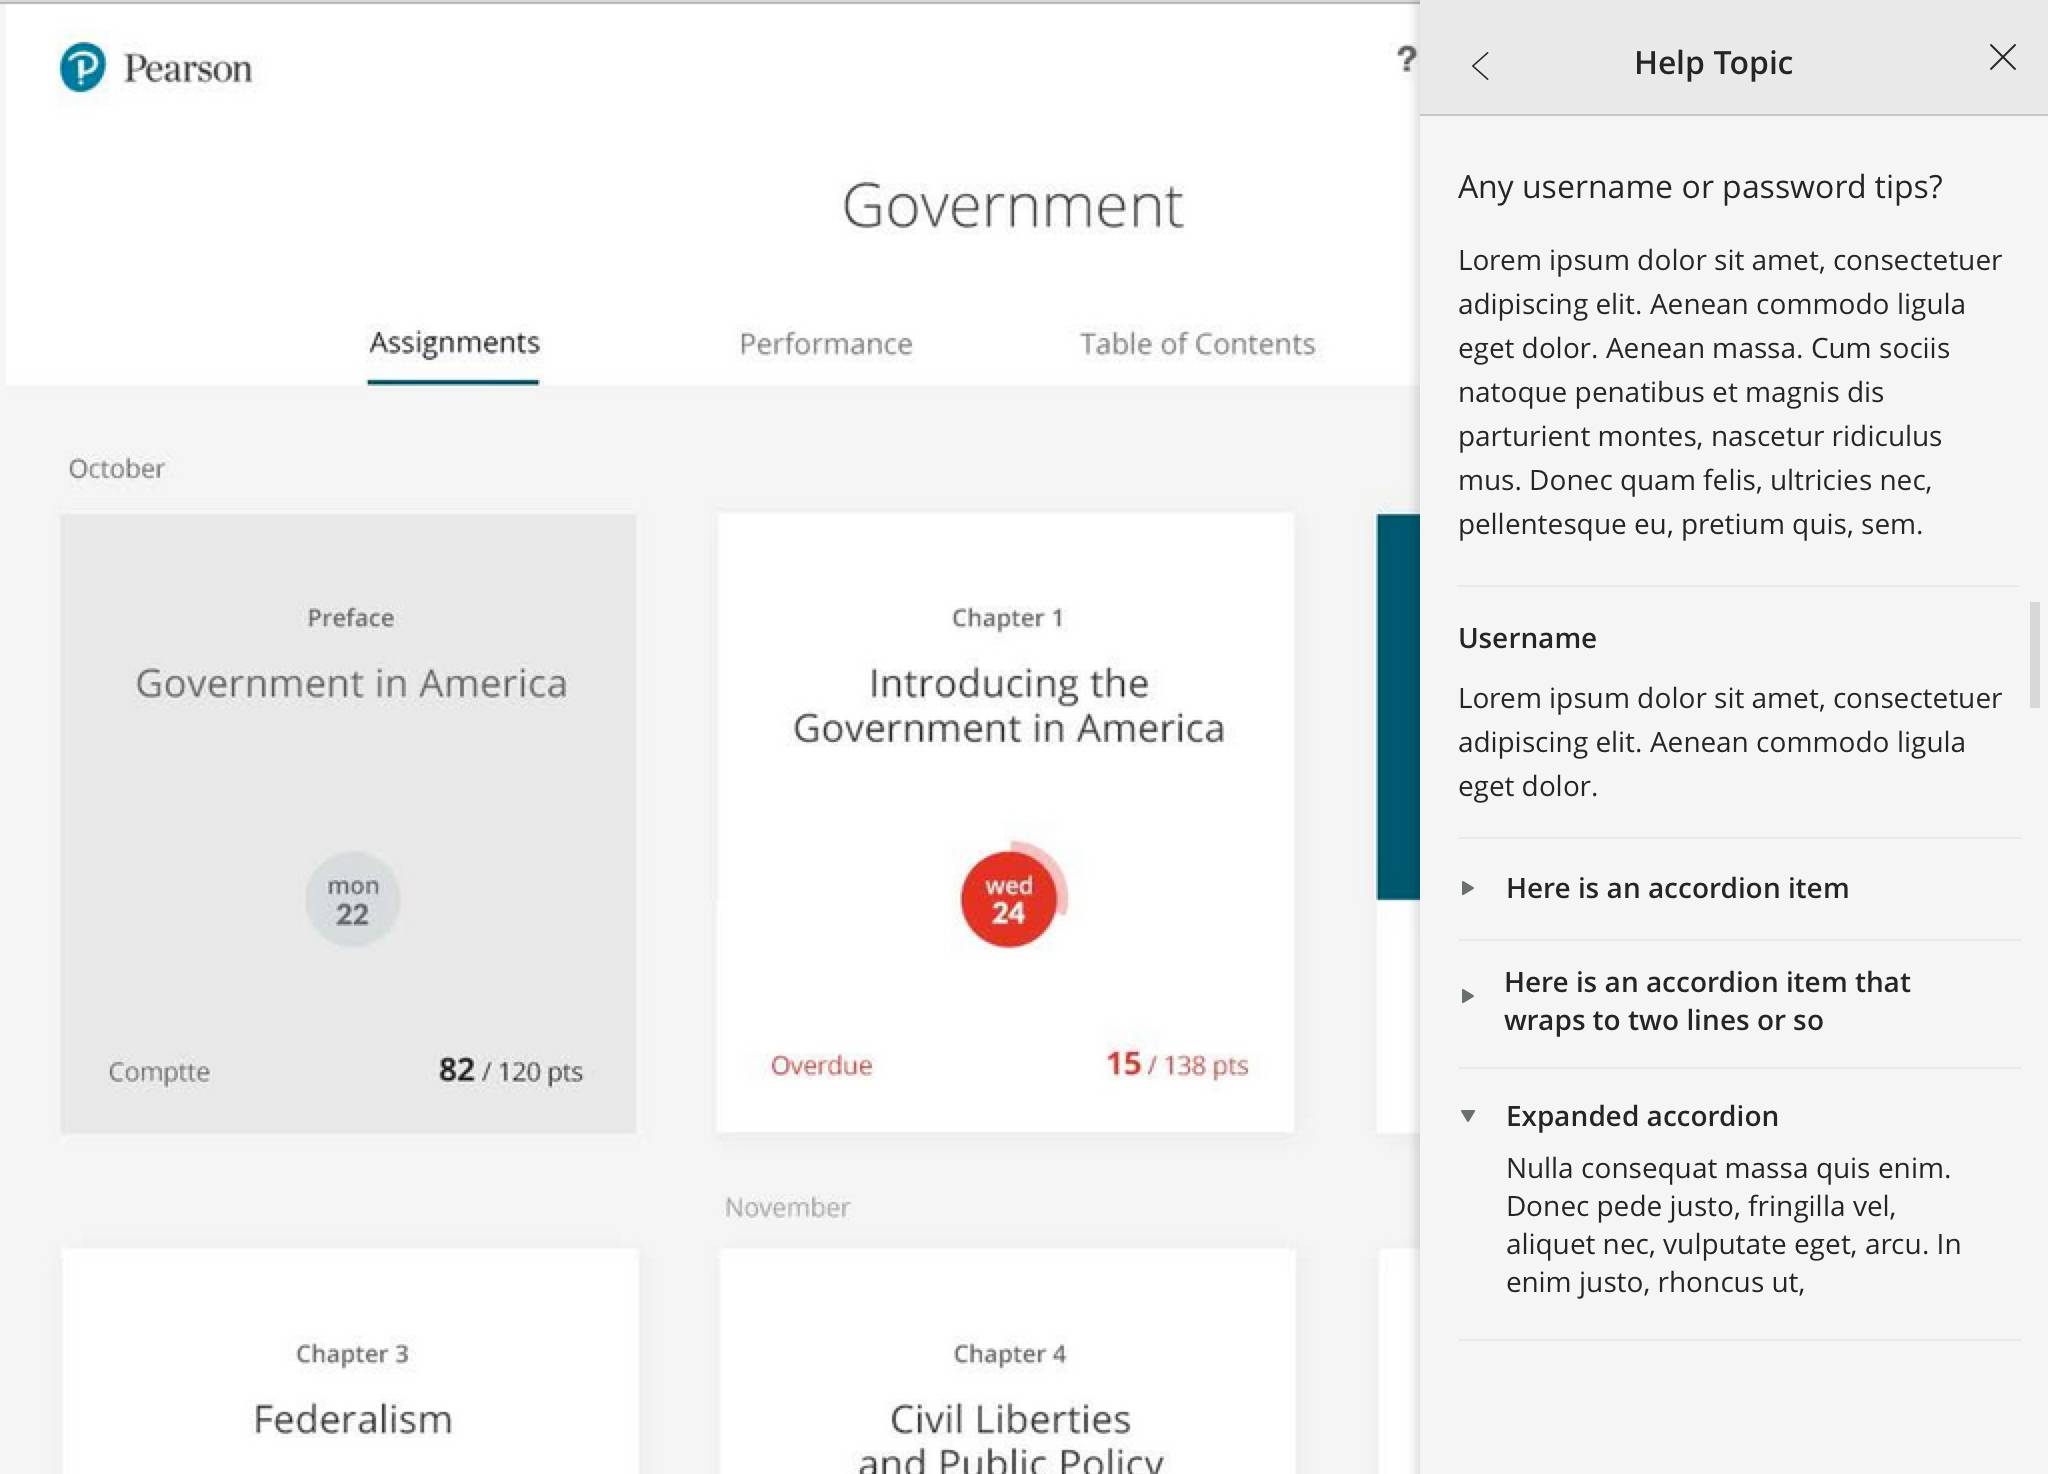 Pearson
?
Government
Assignments
Performance
Table of Contents
October
Preface
Government in America
mon
22
Comptte
82 / 120 pts
Chapter 1
Introducing the
Government in America
wed
24
Overdue
15 / 138 pts
November
Chapter 3
Federalism
Chapter 4
Civil Liberties
and Public Policy
Help Topic
Any username or password tips?
Lorem ipsum dolor sit amet, consectetuer
adipiscing elit. Aenean commodo ligula
eget dolor. Aenean massa. Cum sociis
natoque penatibus et magnis dis
parturient montes, nascetur ridiculus
mus. Donec quam felis, ultricies nec,
pellentesque eu, pretium quis, sem.
Username
Lorem ipsum dolor sit amet, consectetuer
adipiscing elit. Aenean commodo ligula
eget dolor.
Here is an accordion item
Here is an accordion item that
wraps to two lines or so
Expanded accordion
Nulla consequat massa quis enim.
Donec pede justo, fringilla vel,
aliquet nec, vulputate eget, arcu. In
enim justo, rhoncus ut,